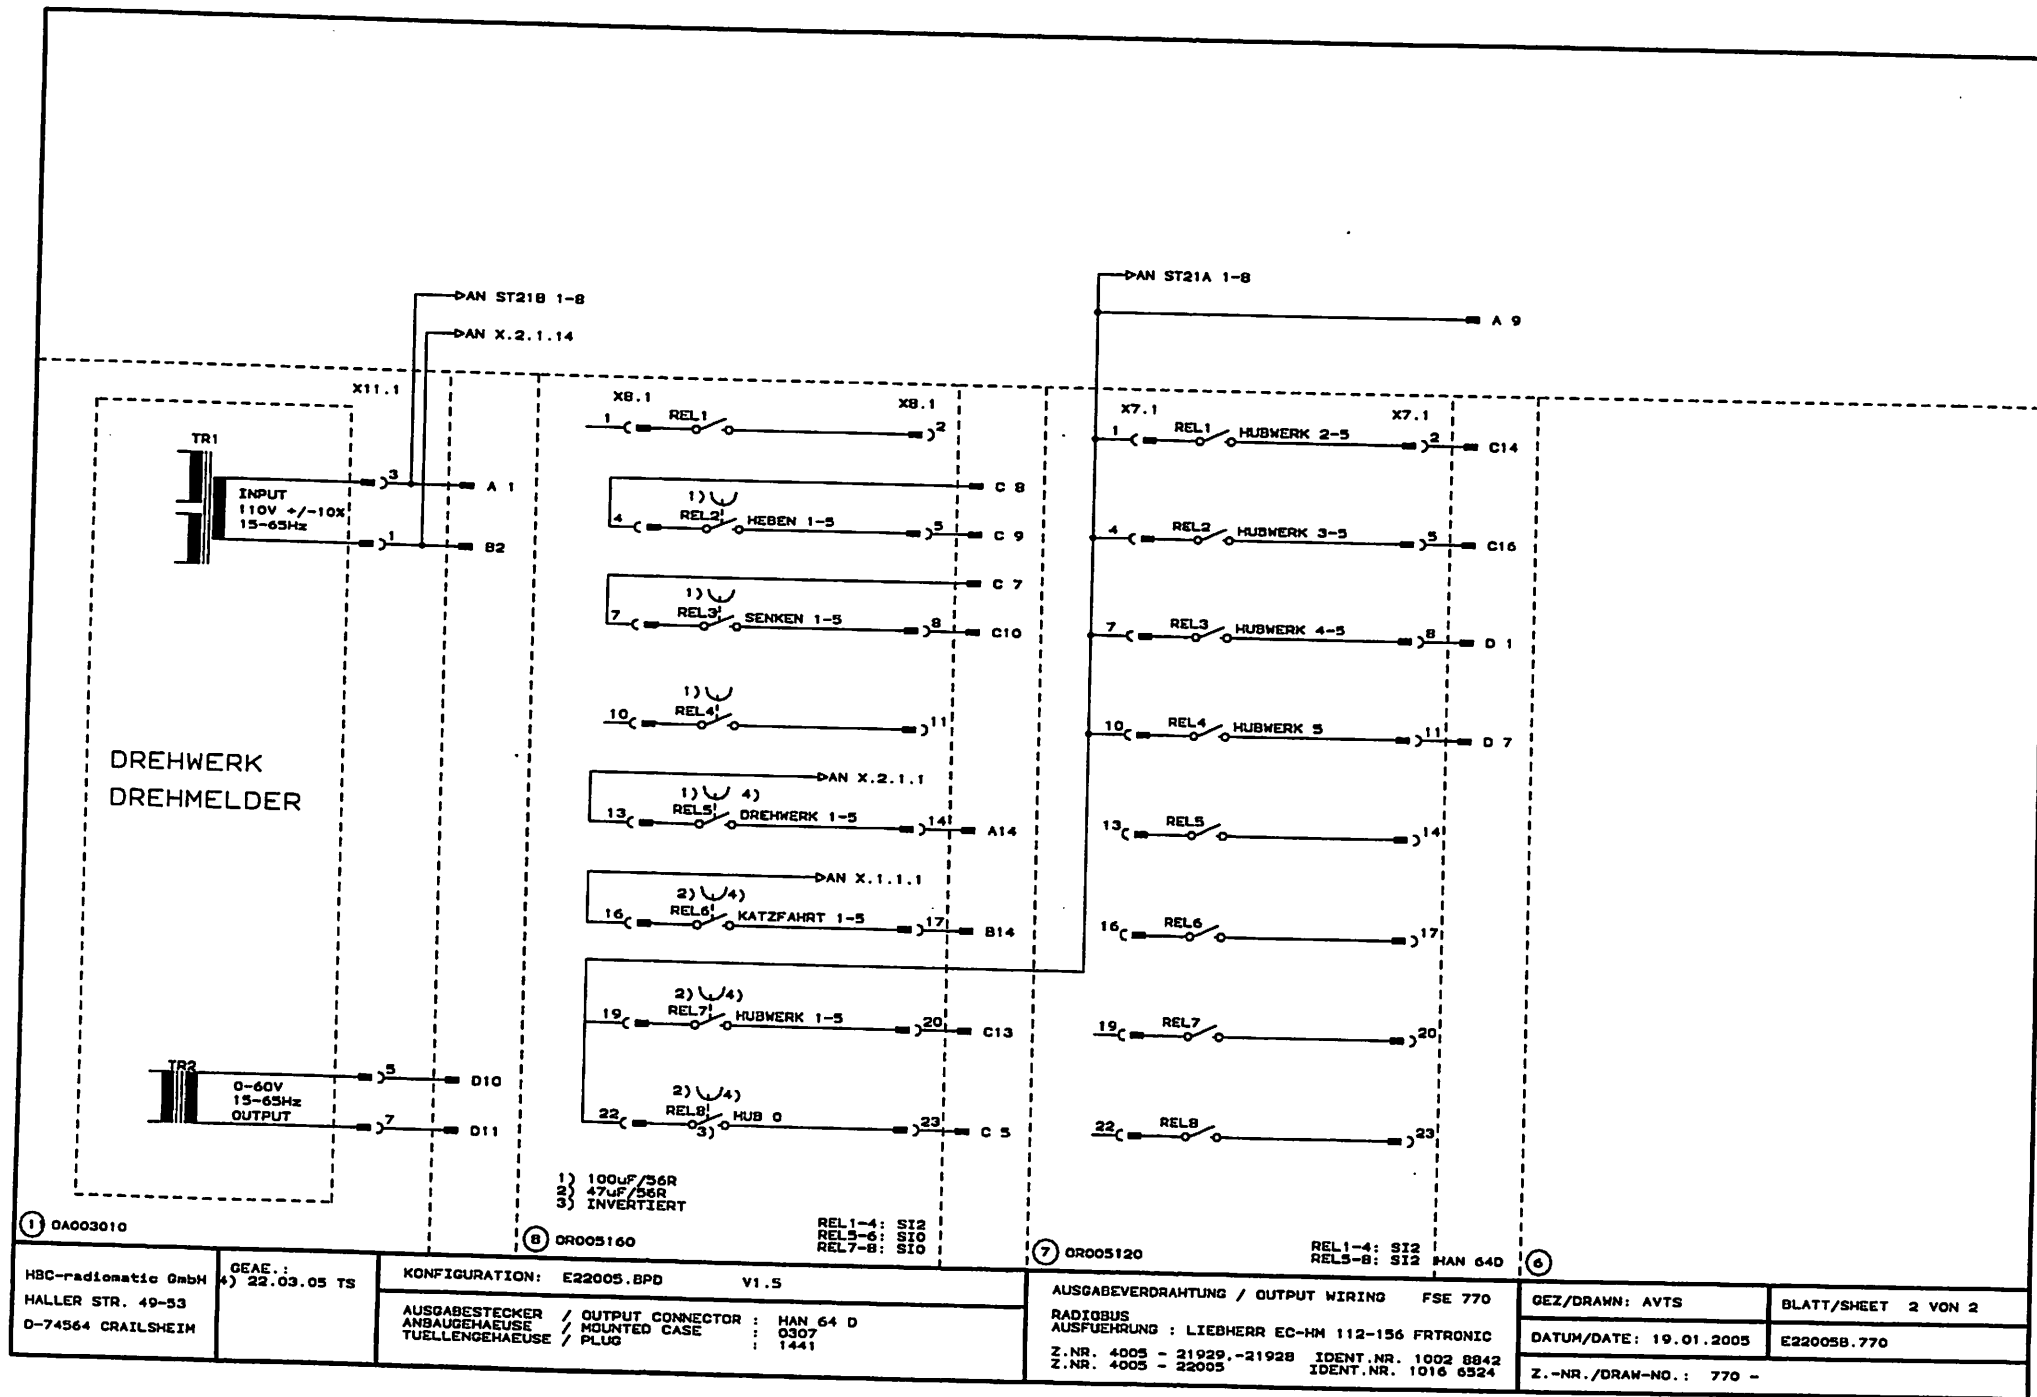 AN ST21B 1-8
AN X.2.1.14
AN ST21A 1-8
A 9
X11.1
TR1
INPUT
110V +/-10%
15-65Hz
3
A 1
1
B2
DREHWERK
DREHMELDER
TR2
0-60V
15-65Hz
OUTPUT
5
D10
7
D11
1 0A003010
X8.1
X8.1
1 REL1 2
C 8
1)
4 REL2 HEBEN 1-5 5 C 9
C 7
1)
7 REL3 SENKEN 1-5 8 C10
1)
10 REL4 11
AN X.2.1.1
1) 4)
13 REL5 DREHWERK 1-5 14 A14
AN X.1.1.1
2) 4)
16 REL6 KATZFAHRT 1-5 17 B14
2) 4)
19 REL7 HUBWERK 1-5 20 C13
2) 4)
22 REL8 HUB 0 23 C 5
3)
1) 100uF/56R
2) 47uF/56R
3) INVERTIERT
REL1-4: SI2
REL5-6: SI0
REL7-8: SI0
8 0R005160
X7.1
X7.1
1 REL1 HUBWERK 2-5 2 C14
4 REL2 HUBWERK 3-5 5 C16
7 REL3 HUBWERK 4-5 8 D 1
10 REL4 HUBWERK 5 11 D 7
13 REL5 14
16 REL6 17
19 REL7 20
22 REL8 23
7 0R005120
REL1-4: SI2
REL5-8: SI2
HAN 64D
6
HBC-radiomatic GmbH
HALLER STR. 49-53
D-74564 CRAILSHEIM
GEAE.:
4) 22.03.05 TS
KONFIGURATION: E22005.BPD V1.5
AUSGABESTECKER / OUTPUT CONNECTOR : HAN 64 D
ANBAUGEHAEUSE / MOUNTED CASE : 0307
TUELLENGEHAEUSE / PLUG : 1441
AUSGABEVERDRAHTUNG / OUTPUT WIRING FSE 770
RADIOBUS
AUSFUEHRUNG : LIEBHERR EC-HM 112-156 FRTRONIC
Z.NR. 4005 - 21929,-21928 IDENT.NR. 1002 8842
Z.NR. 4005 - 22005 IDENT.NR. 1016 6524
GEZ/DRAWN: AVTS
BLATT/SHEET 2 VON 2
DATUM/DATE: 19.01.2005
E22005B.770
Z.-NR./DRAW-NO.: 770 -